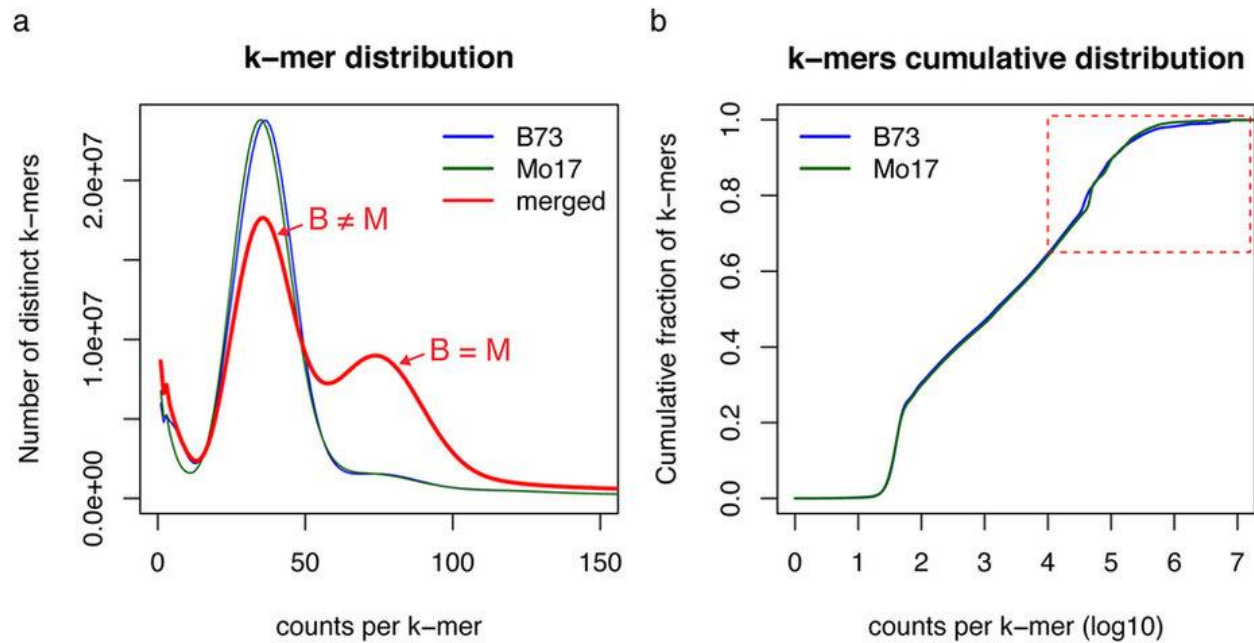 a
k−mer distribution
Number of distinct k−mers
0.0e+00
1.0e+07
2.0e+07
B73
Mo17
merged
B ≠ M
B = M
0
50
100
150
counts per k−mer
b
k−mers cumulative distribution
Cumulative fraction of k−mers
0.0
0.2
0.4
0.6
0.8
1.0
B73
Mo17
0
1
2
3
4
5
6
7
counts per k−mer (log10)